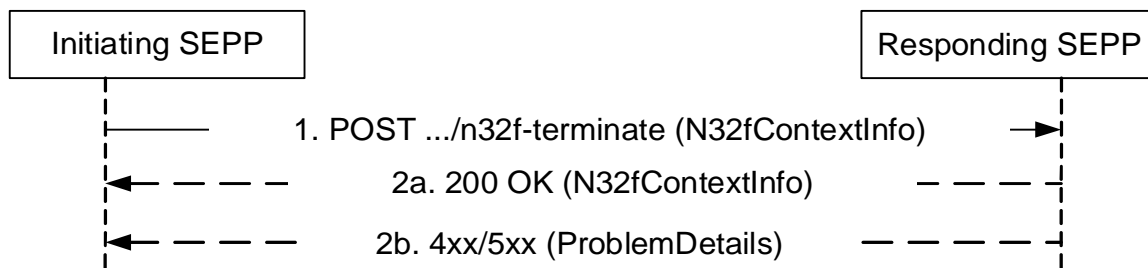 Initiating SEPP
Responding SEPP
1. POST .../n32f-terminate (N32fContextInfo)
2a. 200 OK (N32fContextInfo)
2b. 4xx/5xx (ProblemDetails)